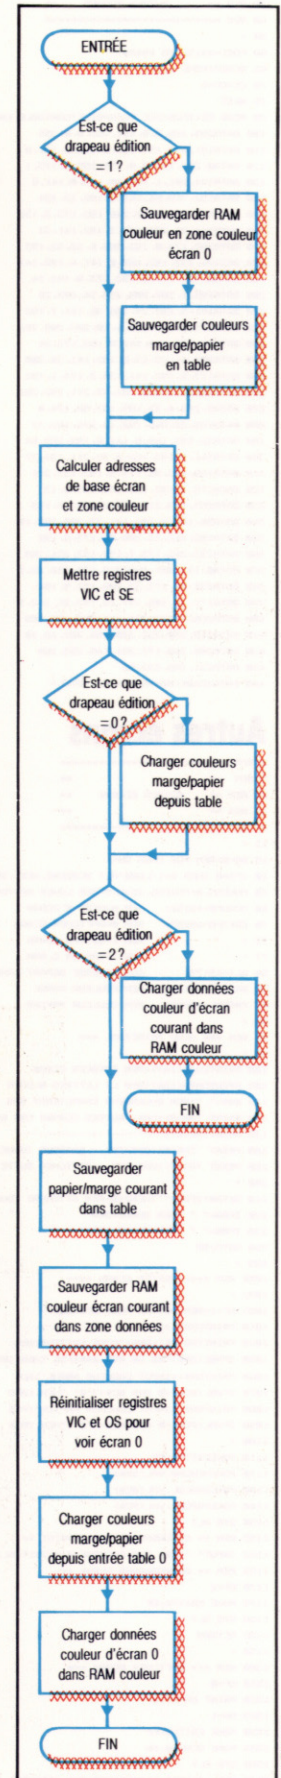 ENTRÉE
Est-ce que
drapeau édition
=1?
Sauvegarder RAM
couleur en zone couleur
écran 0
Sauvegarder couleurs
marge/papier
en table
Calculer adresses
de base écran
et zone couleur
Mettre registres
VIC et SE
Est-ce que
drapeau édition
=0?
Charger couleurs
marge/papier
depuis table
Est-ce que
drapeau édition
=2?
Charger données
couleur d'écran
courant dans
RAM couleur
FIN
Sauvegarder
papier/marge courant
dans table
Sauvegarder RAM
couleur écran courant
dans zone données
Réinitialiser registres
VIC et OS pour
voir écran 0
Charger couleurs
marge/papier
depuis entrée table 0
Charger données
couleur d'écran 0
dans RAM couleur
FIN